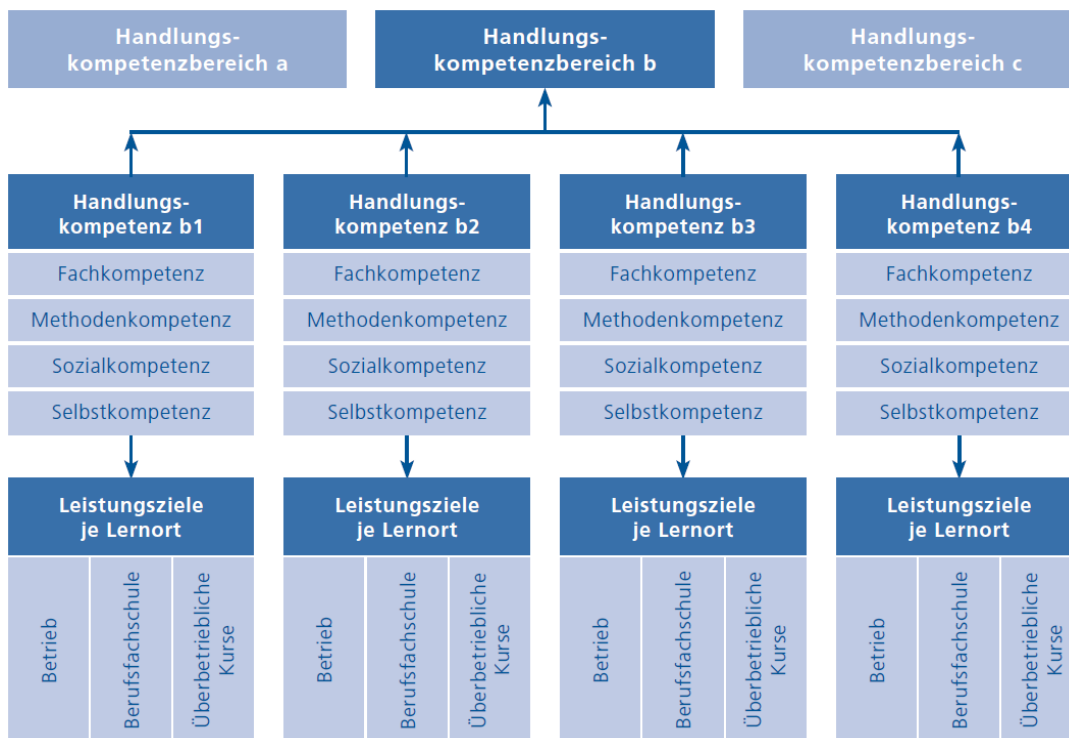 Handlungs-
kompetenzbereich a
Handlungs-
kompetenzbereich b
Handlungs-
kompetenzbereich c
Handlungs-
kompetenz b1
Fachkompetenz
Methodenkompetenz
Sozialkompetenz
Selbstkompetenz
Leistungsziele
je Lernort
Betrieb
Berufsfachschule
Überbetriebliche
Kurse
Handlungs-
kompetenz b2
Fachkompetenz
Methodenkompetenz
Sozialkompetenz
Selbstkompetenz
Leistungsziele
je Lernort
Betrieb
Berufsfachschule
Überbetriebliche
Kurse
Handlungs-
kompetenz b3
Fachkompetenz
Methodenkompetenz
Sozialkompetenz
Selbstkompetenz
Leistungsziele
je Lernort
Betrieb
Berufsfachschule
Überbetriebliche
Kurse
Handlungs-
kompetenz b4
Fachkompetenz
Methodenkompetenz
Sozialkompetenz
Selbstkompetenz
Leistungsziele
je Lernort
Betrieb
Berufsfachschule
Überbetriebliche
Kurse